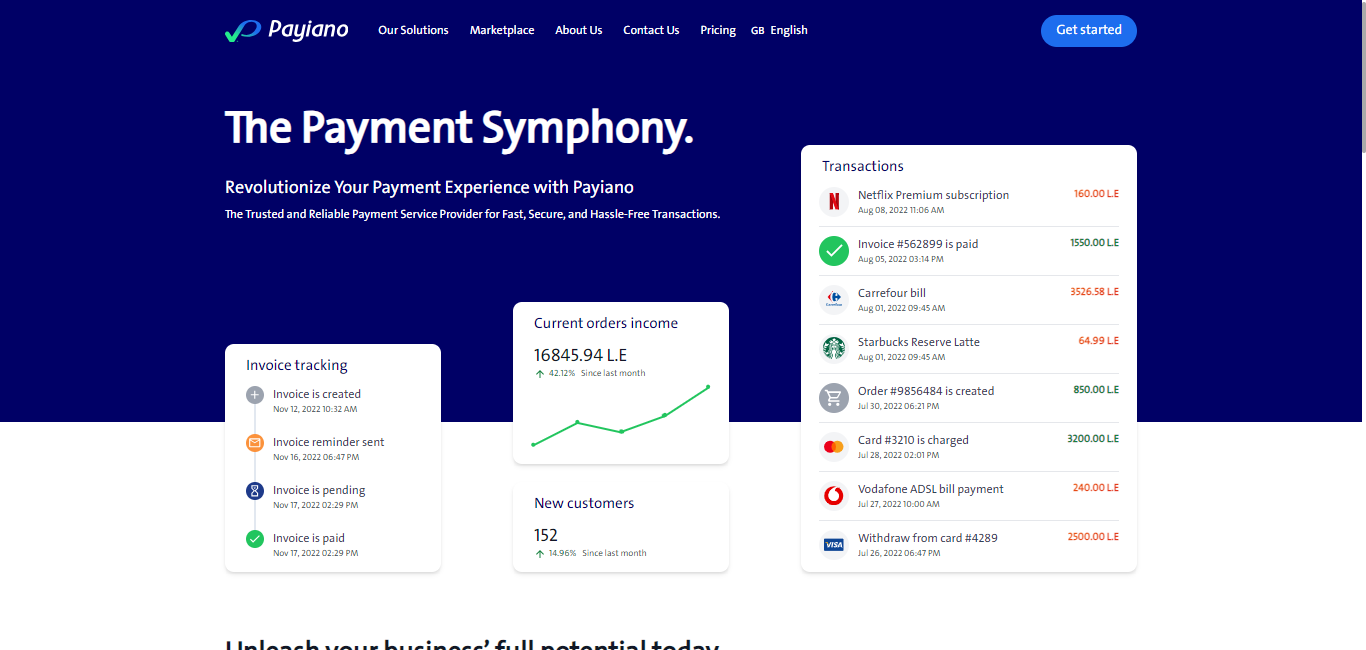 Payiano
Our Solutions
Marketplace
About Us
Contact Us
Pricing
GB English
Get started
The Payment Symphony.
Revolutionize Your Payment Experience with Payiano
The Trusted and Reliable Payment Service Provider for Fast, Secure, and Hassle-Free Transactions.
Invoice tracking
Invoice is created
Nov 12, 2022 10:32 AM
Invoice reminder sent
Nov 16, 2022 06:47 PM
Invoice is pending
Nov 17, 2022 02:29 PM
Invoice is paid
Nov 17, 2022 02:29 PM
Current orders income
16845.94 L.E
42.12% Since last month
New customers
152
14.96% Since last month
Transactions
Netflix Premium subscription 160.00 L.E
Aug 08, 2022 11:06 AM
Invoice #562899 is paid 1550.00 L.E
Aug 05, 2022 03:14 PM
Carrefour bill 3526.58 L.E
Aug 01, 2022 09:45 AM
Starbucks Reserve Latte 64.99 L.E
Aug 01, 2022 09:45 AM
Order #9856484 is created 850.00 L.E
Jul 30, 2022 06:21 PM
Card #3210 is charged 3200.00 L.E
Jul 28, 2022 02:01 PM
Vodafone ADSL bill payment 240.00 L.E
Jul 27, 2022 10:00 AM
VISA
Withdraw from card #4289 2500.00 L.E
Jul 26, 2022 06:47 PM
Unleash your business' full potential today